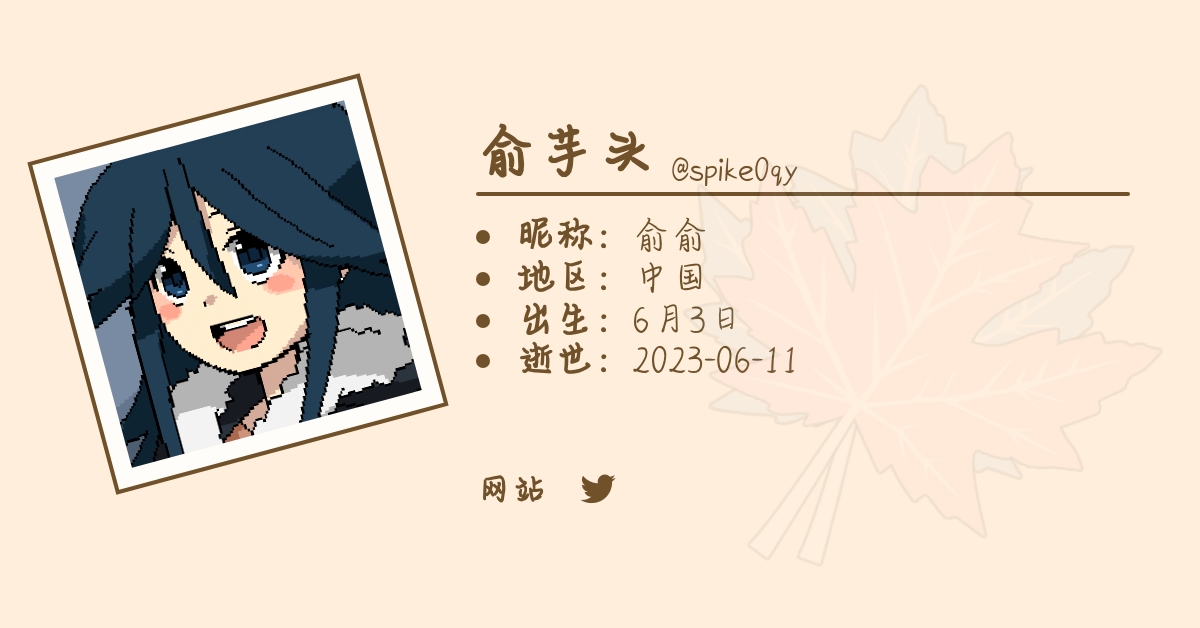 俞芋头 @spike0qy
昵称：俞俞
地区：中国
出生：6月3日
逝世：2023-06-11
网站